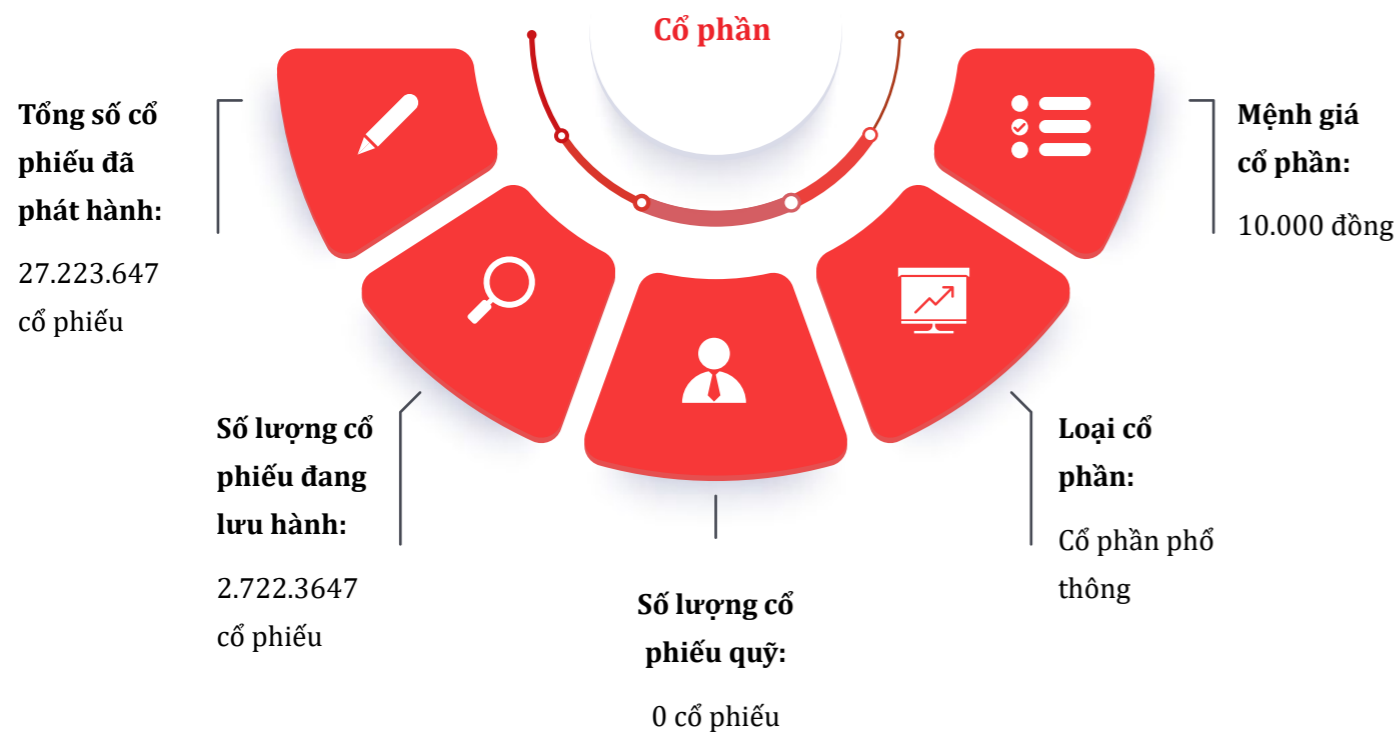 Cổ phần
Tổng số cổ
phiếu đã
phát hành:
27.223.647
cổ phiếu
Số lượng cổ
phiếu đang
lưu hành:
2.722.3647
cổ phiếu
Số lượng cổ
phiếu quỹ:
0 cổ phiếu
Loại cổ
phần:
Cổ phần phổ
thông
Mệnh giá
cổ phần:
10.000 đồng